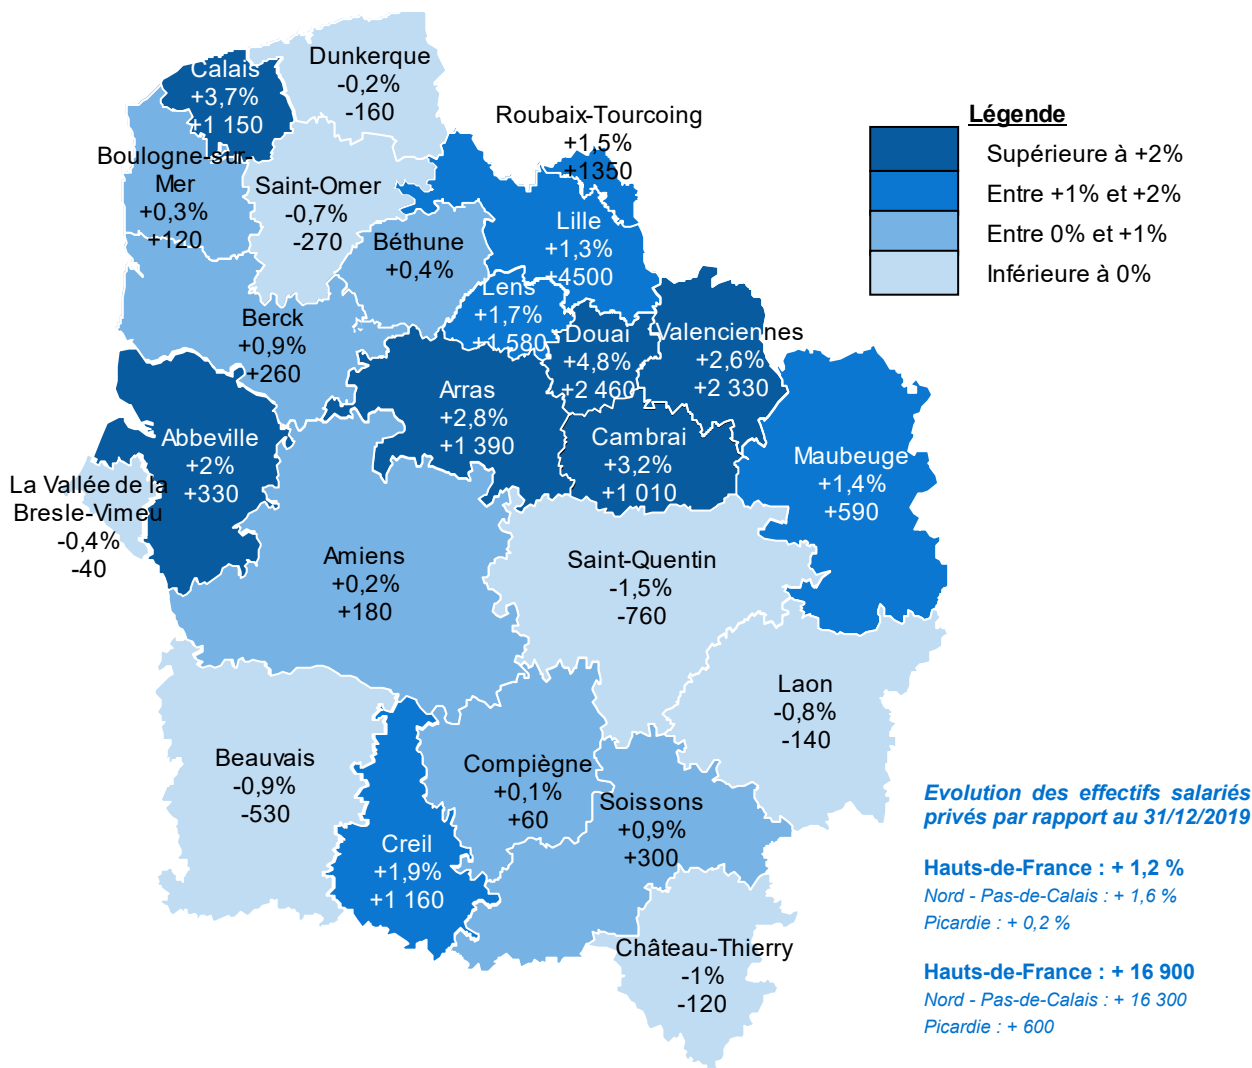 Dunkerque
-0,2%
-160
Calais
+3,7%
+1 150
Roubaix-Tourcoing
+1,5%
+1350
Légende
Supérieure à +2%
Entre +1% et +2%
Entre 0% et +1%
Inférieure à 0%
Boulogne-sur-
Mer
+0,3%
+120
Saint-Omer
-0,7%
-270
Béthune
+0,4%
Lille
+1,3%
+4500
Lens
+1,7%
+1 580
Douai
+4,8%
+2 460
Valenciennes
+2,6%
+2 330
Berck
+0,9%
+260
Arras
+2,8%
+1 390
Cambrai
+3,2%
+1 010
Maubeuge
+1,4%
+590
Abbeville
+2%
+330
La Vallée de la
Bresle-Vimeu
-0,4%
-40
Amiens
+0,2%
+180
Saint-Quentin
-1,5%
-760
Laon
-0,8%
-140
Beauvais
-0,9%
-530
Compiègne
+0,1%
+60
Soissons
+0,9%
+300
Creil
+1,9%
+1 160
Château-Thierry
-1%
-120
Evolution des effectifs salariés
privés par rapport au 31/12/2019
Hauts-de-France : + 1,2 %
Nord - Pas-de-Calais : + 1,6 %
Picardie : + 0,2 %
Hauts-de-France : + 16 900
Nord - Pas-de-Calais : + 16 300
Picardie : + 600